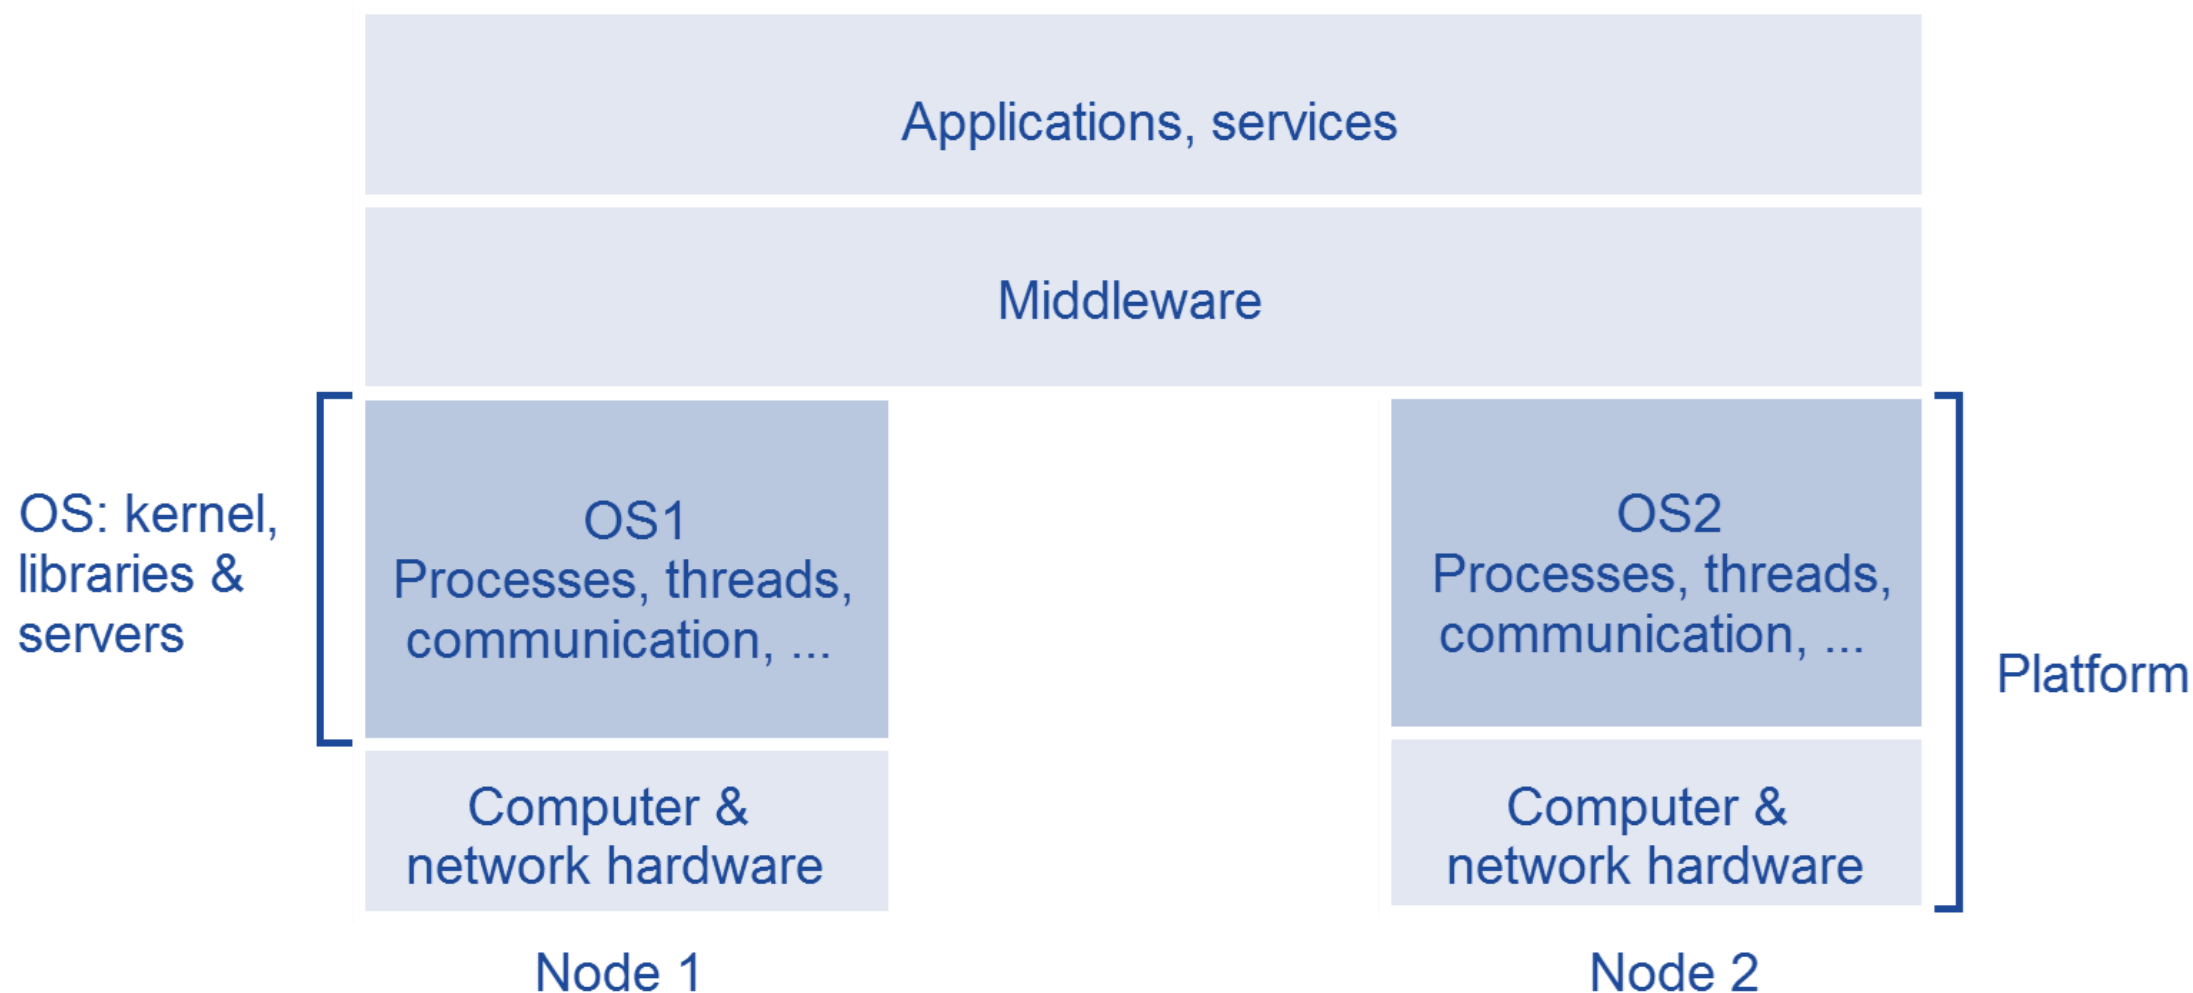 Applications, services
Middleware
OS: kernel,
libraries &
servers
OS1
Processes, threads,
communication, ...
OS2
Processes, threads,
communication, ...
Platform
Computer &
network hardware
Computer &
network hardware
Node 1
Node 2